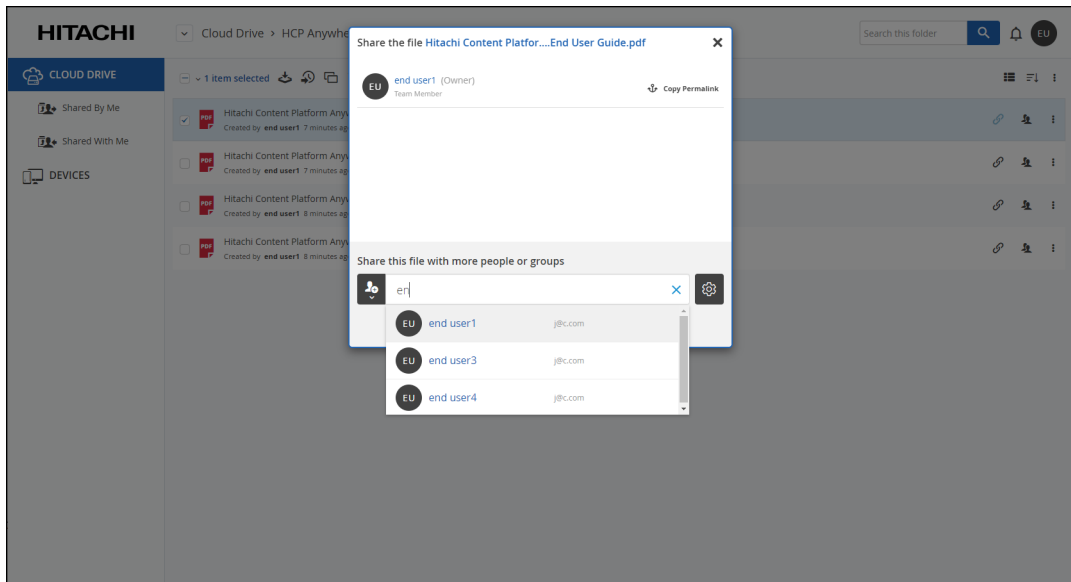 HITACHI
Cloud Drive > HCP Anywhe
Search this folder
EU
CLOUD DRIVE
Shared By Me
Shared With Me
DEVICES
1 item selected
PDF
Hitachi Content Platform Anyw
Created by end user1 7 minutes ag
PDF
Hitachi Content Platform Anyw
Created by end user1 7 minutes ag
PDF
Hitachi Content Platform Anyw
Created by end user1 8 minutes ag
PDF
Hitachi Content Platform Anyw
Created by end user1 8 minutes ag
Share the file Hitachi Content Platfor....End User Guide.pdf
EU
end user1 (Owner)
Team Member
Copy Permalink
Share this file with more people or groups
en
EU end user1 j@c.com
EU end user3 j@c.com
EU end user4 j@c.com